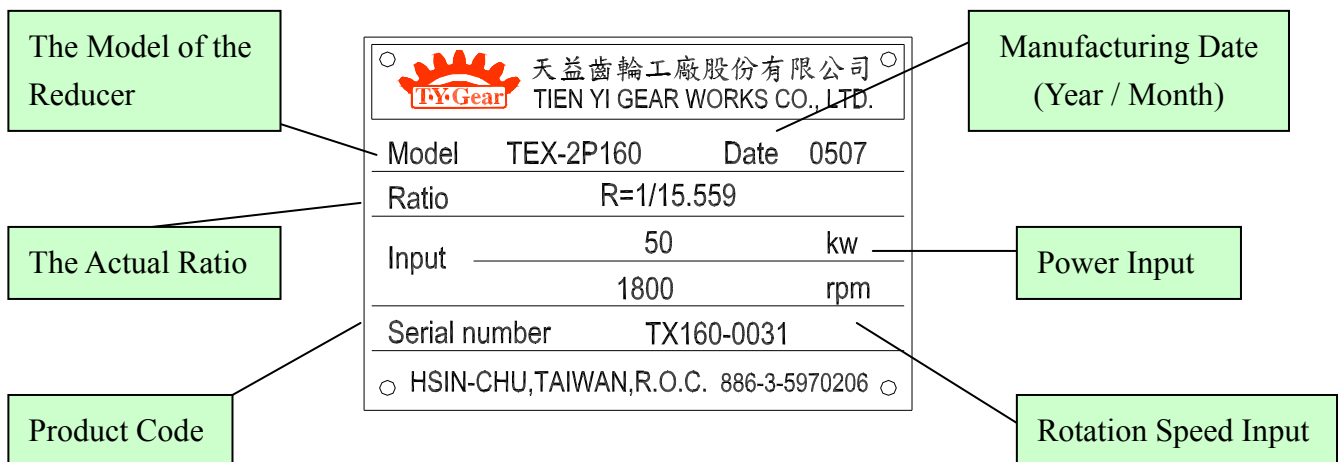 The Model of the
Reducer
Manufacturing Date
(Year / Month)
T.Y.Gear
天益齒輪工廠股份有限公司
TIEN YI GEAR WORKS CO., LTD.
Model TEX-2P160 Date 0507
Ratio R=1/15.559
Input 50 kw
1800 rpm
Serial number TX160-0031
HSIN-CHU,TAIWAN,R.O.C. 886-3-5970206
The Actual Ratio
Power Input
Product Code
Rotation Speed Input